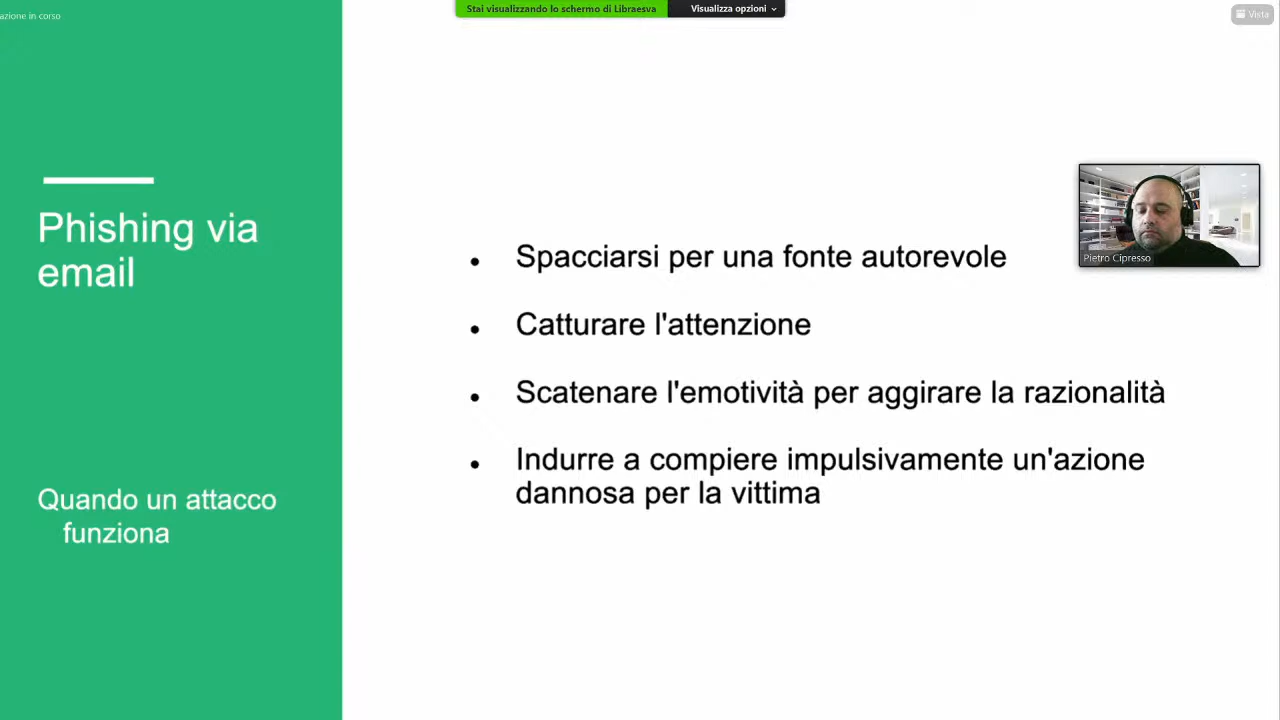 azione in corso
Stai visualizzando lo schermo di Libraesva
Visualizza opzioni
Vista
Phishing via
email
Quando un attacco
funziona
Spacciarsi per una fonte autorevole
Catturare l'attenzione
Scatenare l'emotività per aggirare la razionalità
Indurre a compiere impulsivamente un'azione
dannosa per la vittima
Pietro Cipresso